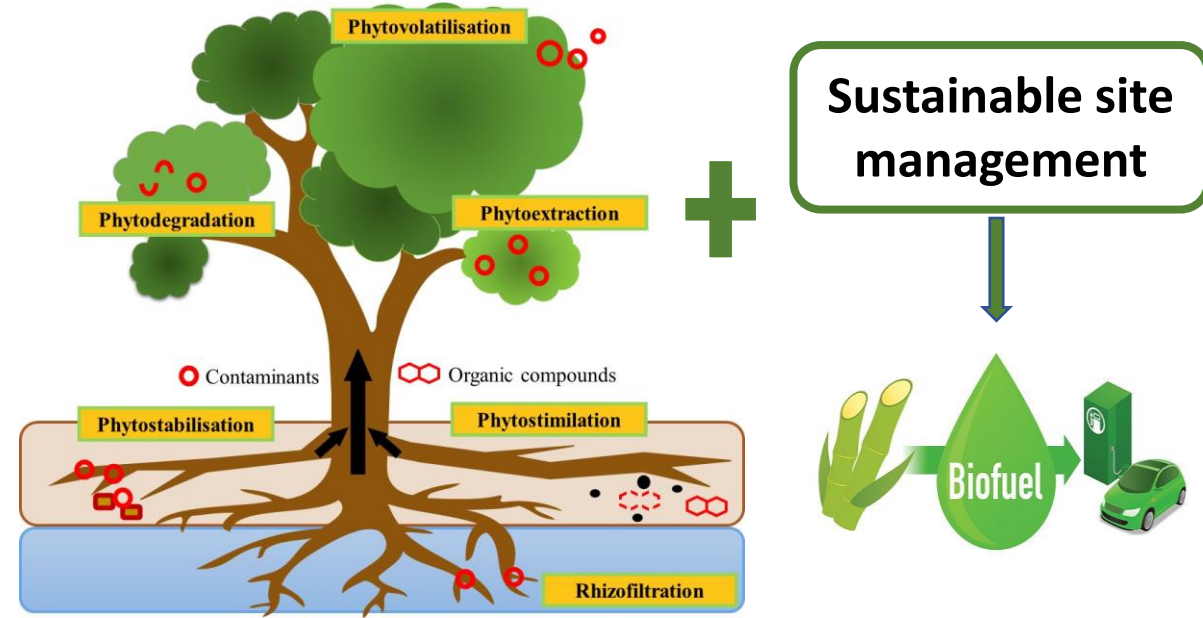 Phytovolatilisation
Sustainable site
management
Phytodegradation
Phytoextraction
Contaminants
Organic compounds
Phytostabilisation
Phytostimilation
Biofuel
Rhizofiltration